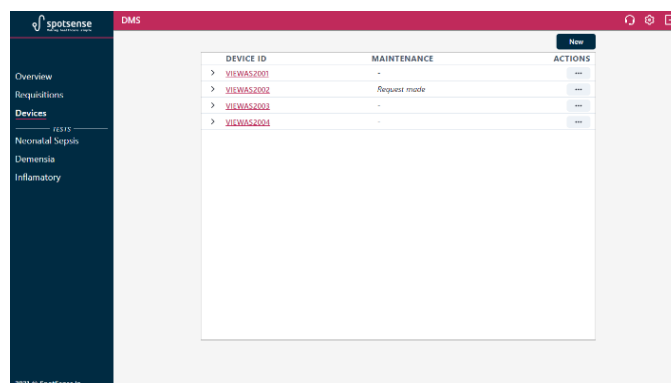 spotsense
DMS
New
DEVICE ID MAINTENANCE ACTIONS
VIEWAS2001 -
VIEWAS2002 Request made
VIEWAS2003 -
VIEWAS2004 -
Overview
Requisitions
Devices
TESTS
Neonatal Sepsis
Demensia
Inflamatory